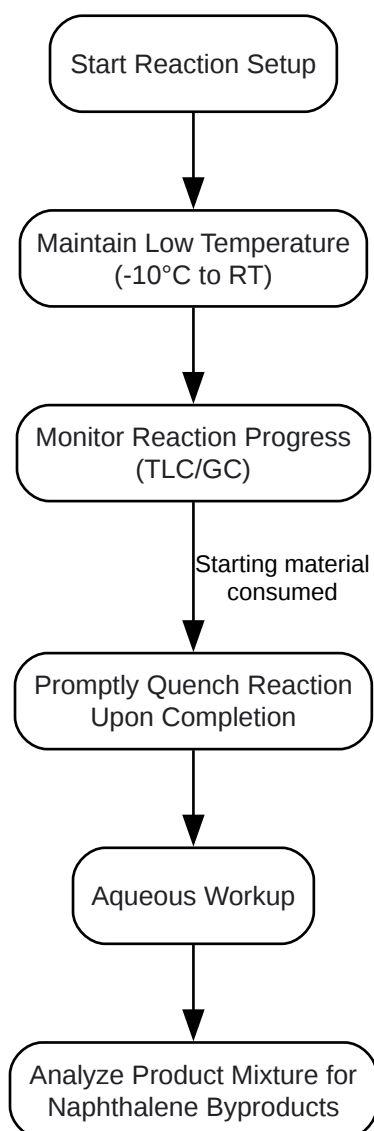 Start Reaction Setup
Maintain Low Temperature
(-10°C to RT)
Monitor Reaction Progress
(TLC/GC)
Starting material
consumed
Promptly Quench Reaction
Upon Completion
Aqueous Workup
Analyze Product Mixture for
Naphthalene Byproducts